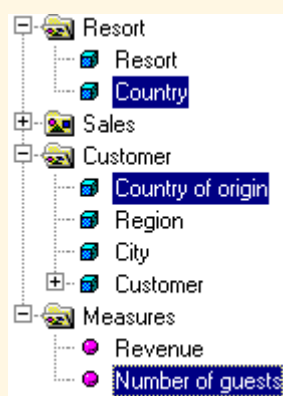 Resort
Resort
Country
Sales
Customer
Country of origin
Region
City
Customer
Measures
Revenue
Number of guests